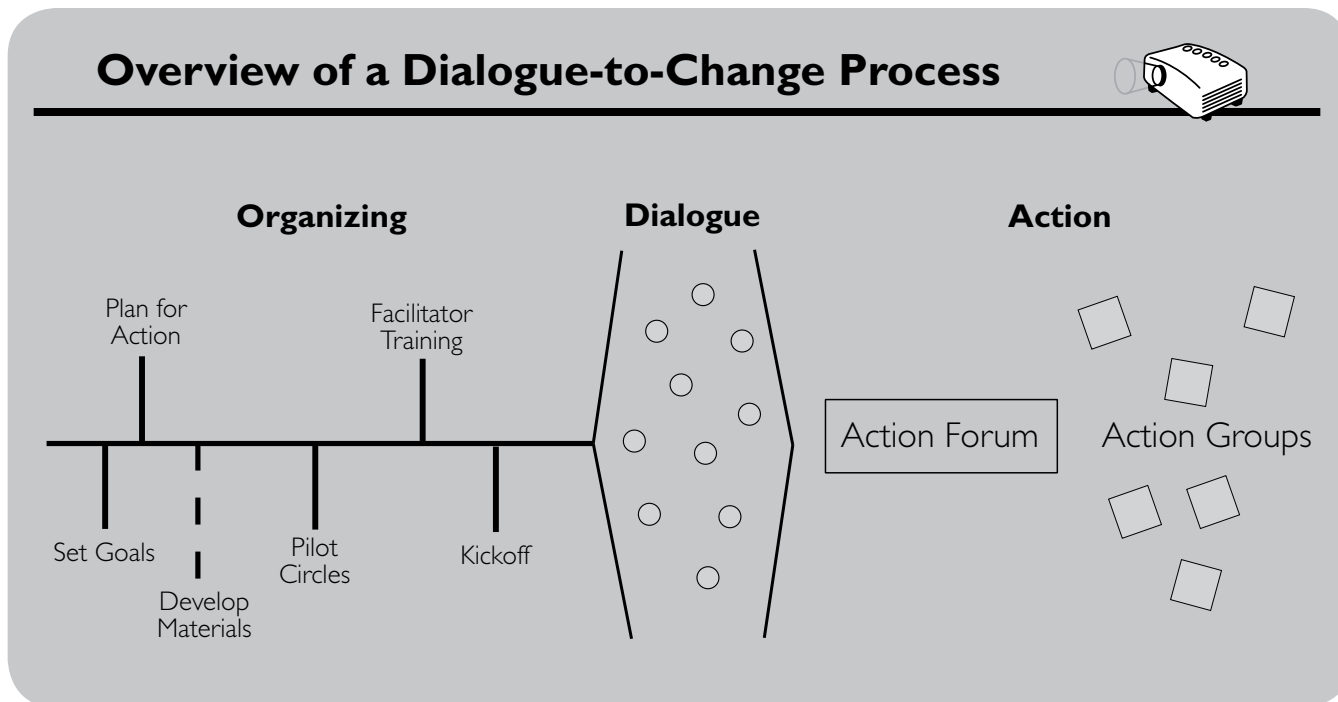 Overview of a Dialogue-to-Change Process
Organizing
Dialogue
Action
Plan for
Action
Facilitator
Training
Action Forum
Action Groups
Set Goals
Develop
Materials
Pilot
Circles
Kickoff